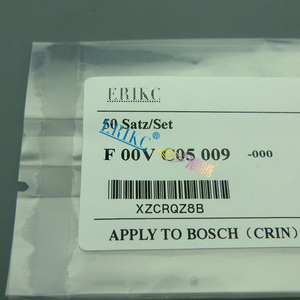 ERIKC
50 Satz/Set
ERIKC
F 00V C05 009 -000
XZCRQZ8B
APPLY TO BOSCH（CRIN）